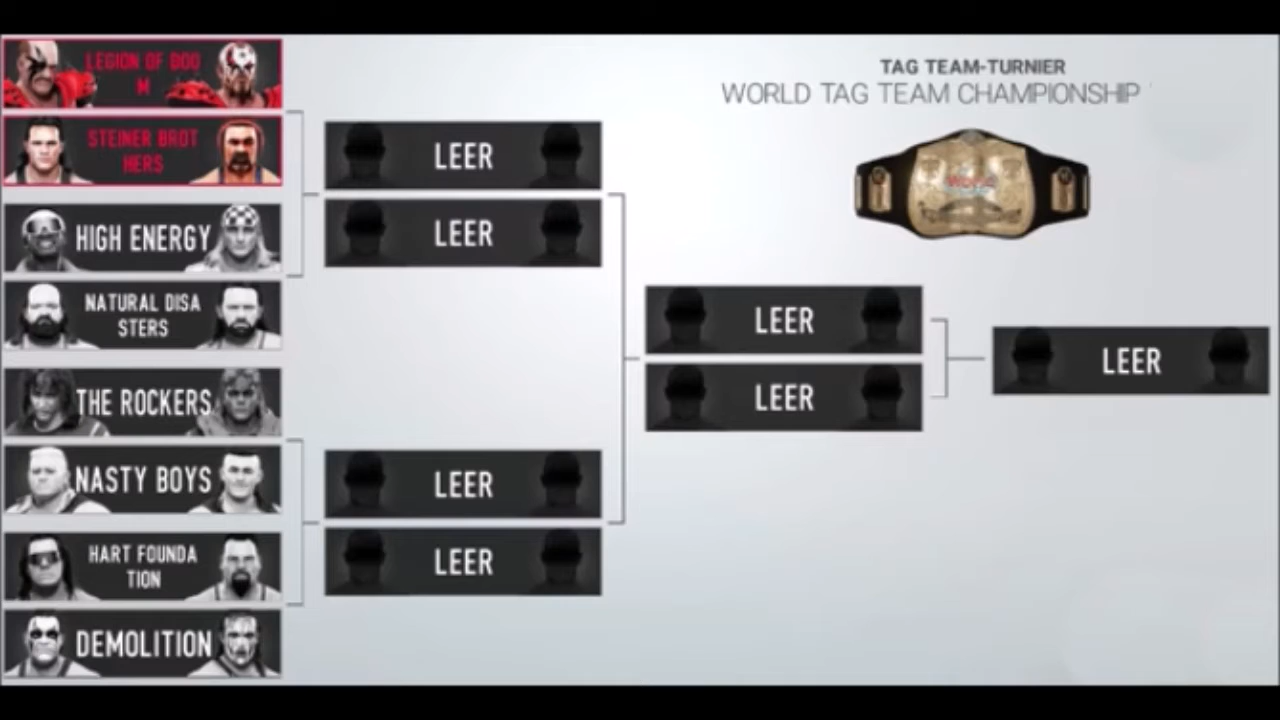 LEGION OF DOO
M
STEINER BROT
HERS
HIGH ENERGY
NATURAL DISA
STERS
THE ROCKERS
NASTY BOYS
HART FOUNDA
TION
DEMOLITION
LEER
LEER
LEER
LEER
LEER
LEER
LEER
TAG TEAM-TURNIER
WORLD TAG TEAM CHAMPIONSHIP